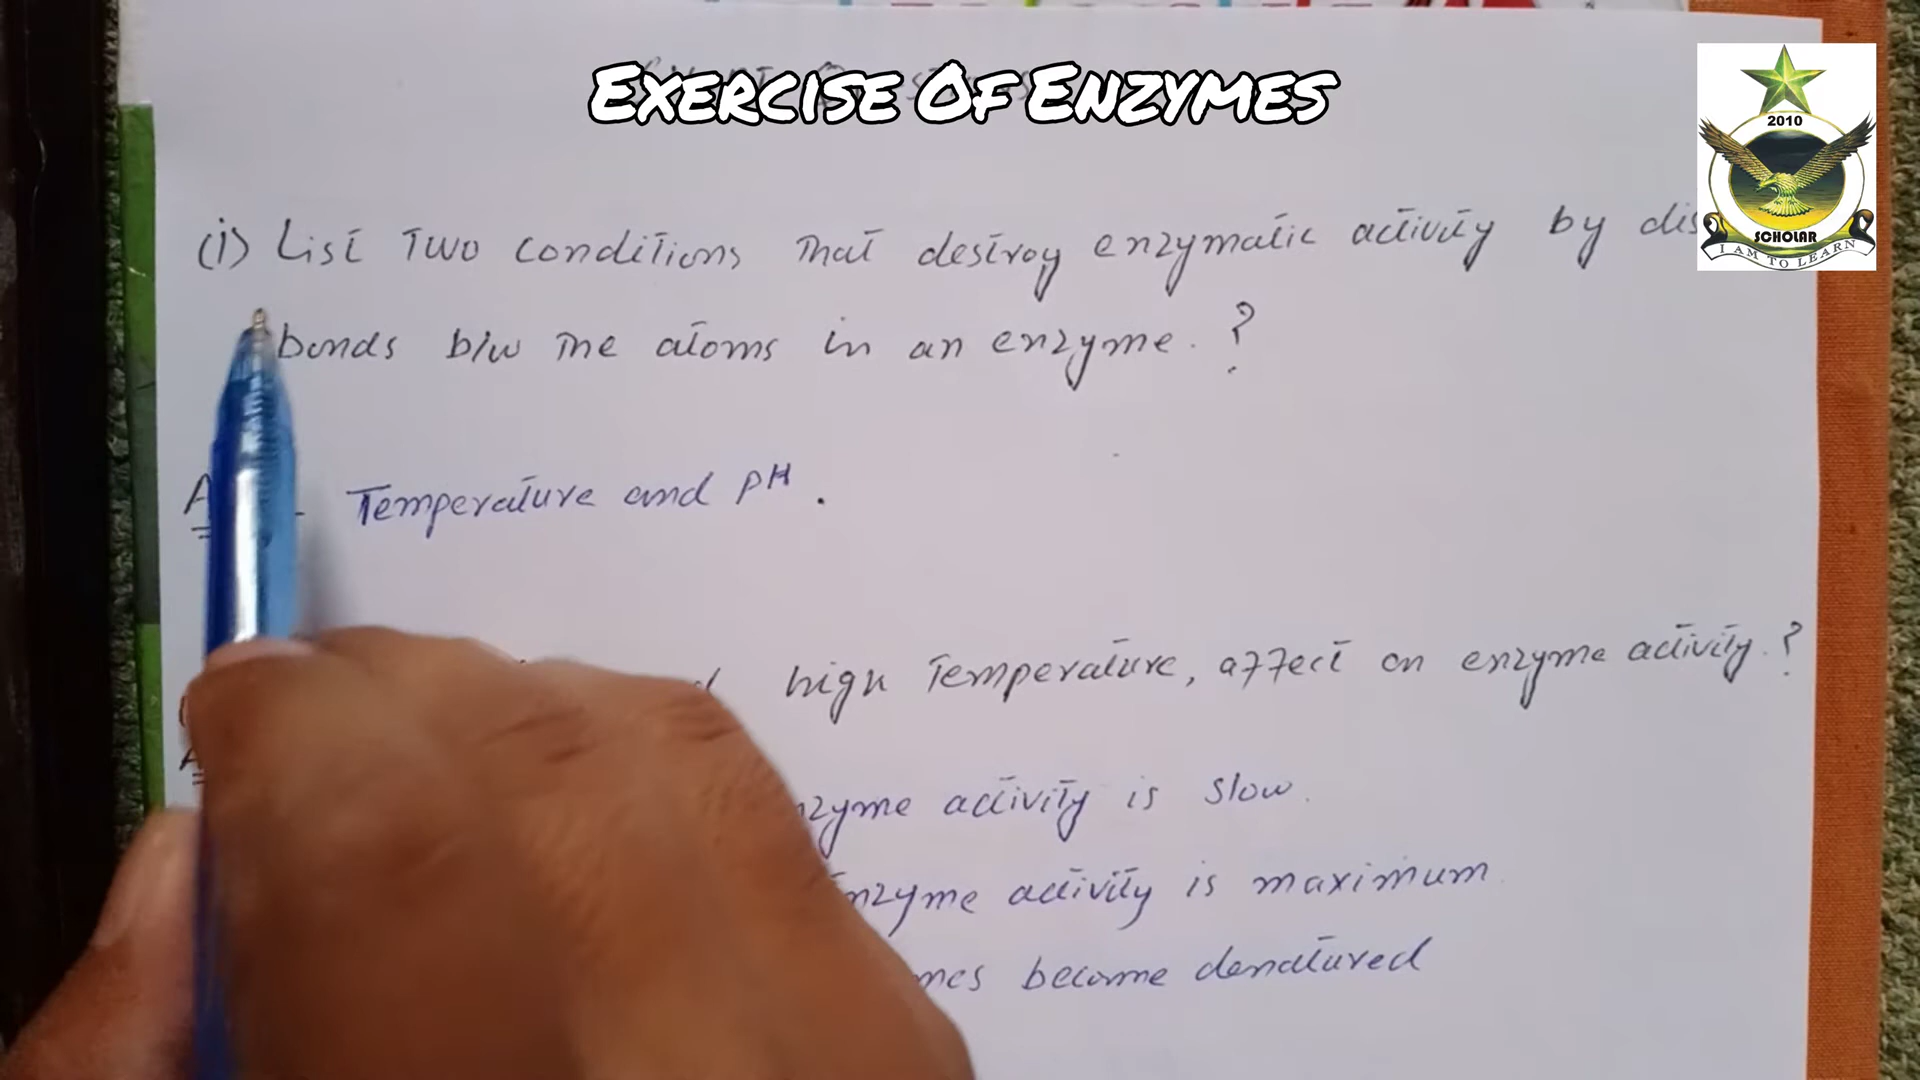 Exercise Of Enzymes
2010
SCHOLAR
I AM TO LEARN
(i) List Two conditions that destroy enzymatic activity by dis
bonds b/w the atoms in an enzyme. ?
Temperature and pH.
high Temperature, affect on enzyme activity. ?
nzyme activity is slow.
Enzyme activity is maximum
mes become denatured